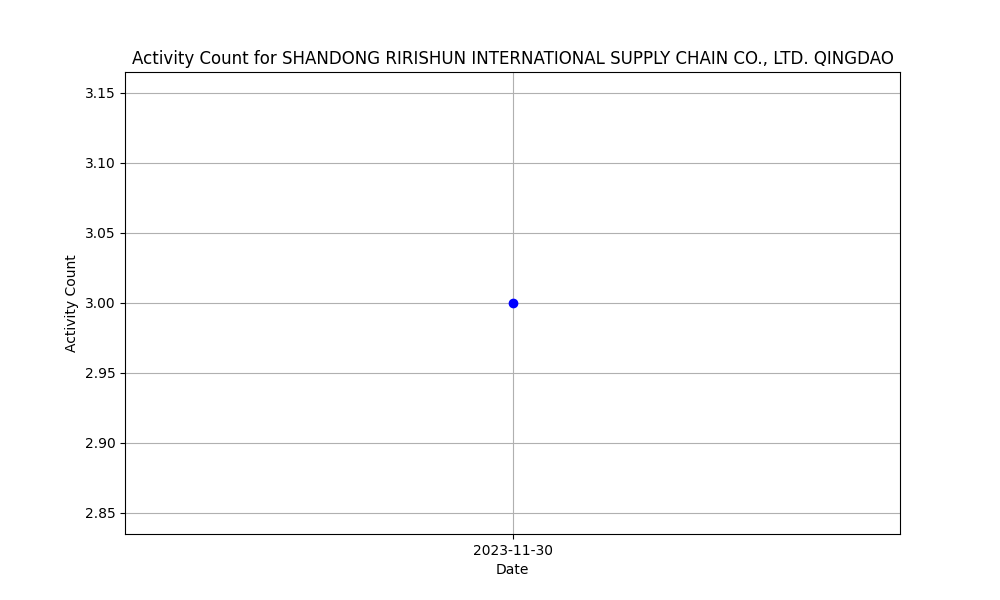 Activity Count for SHANDONG RIRISHUN INTERNATIONAL SUPPLY CHAIN CO., LTD. QINGDAO
3.15
3.10
3.05
3.00
2.95
2.90
2.85
Activity Count
2023-11-30
Date